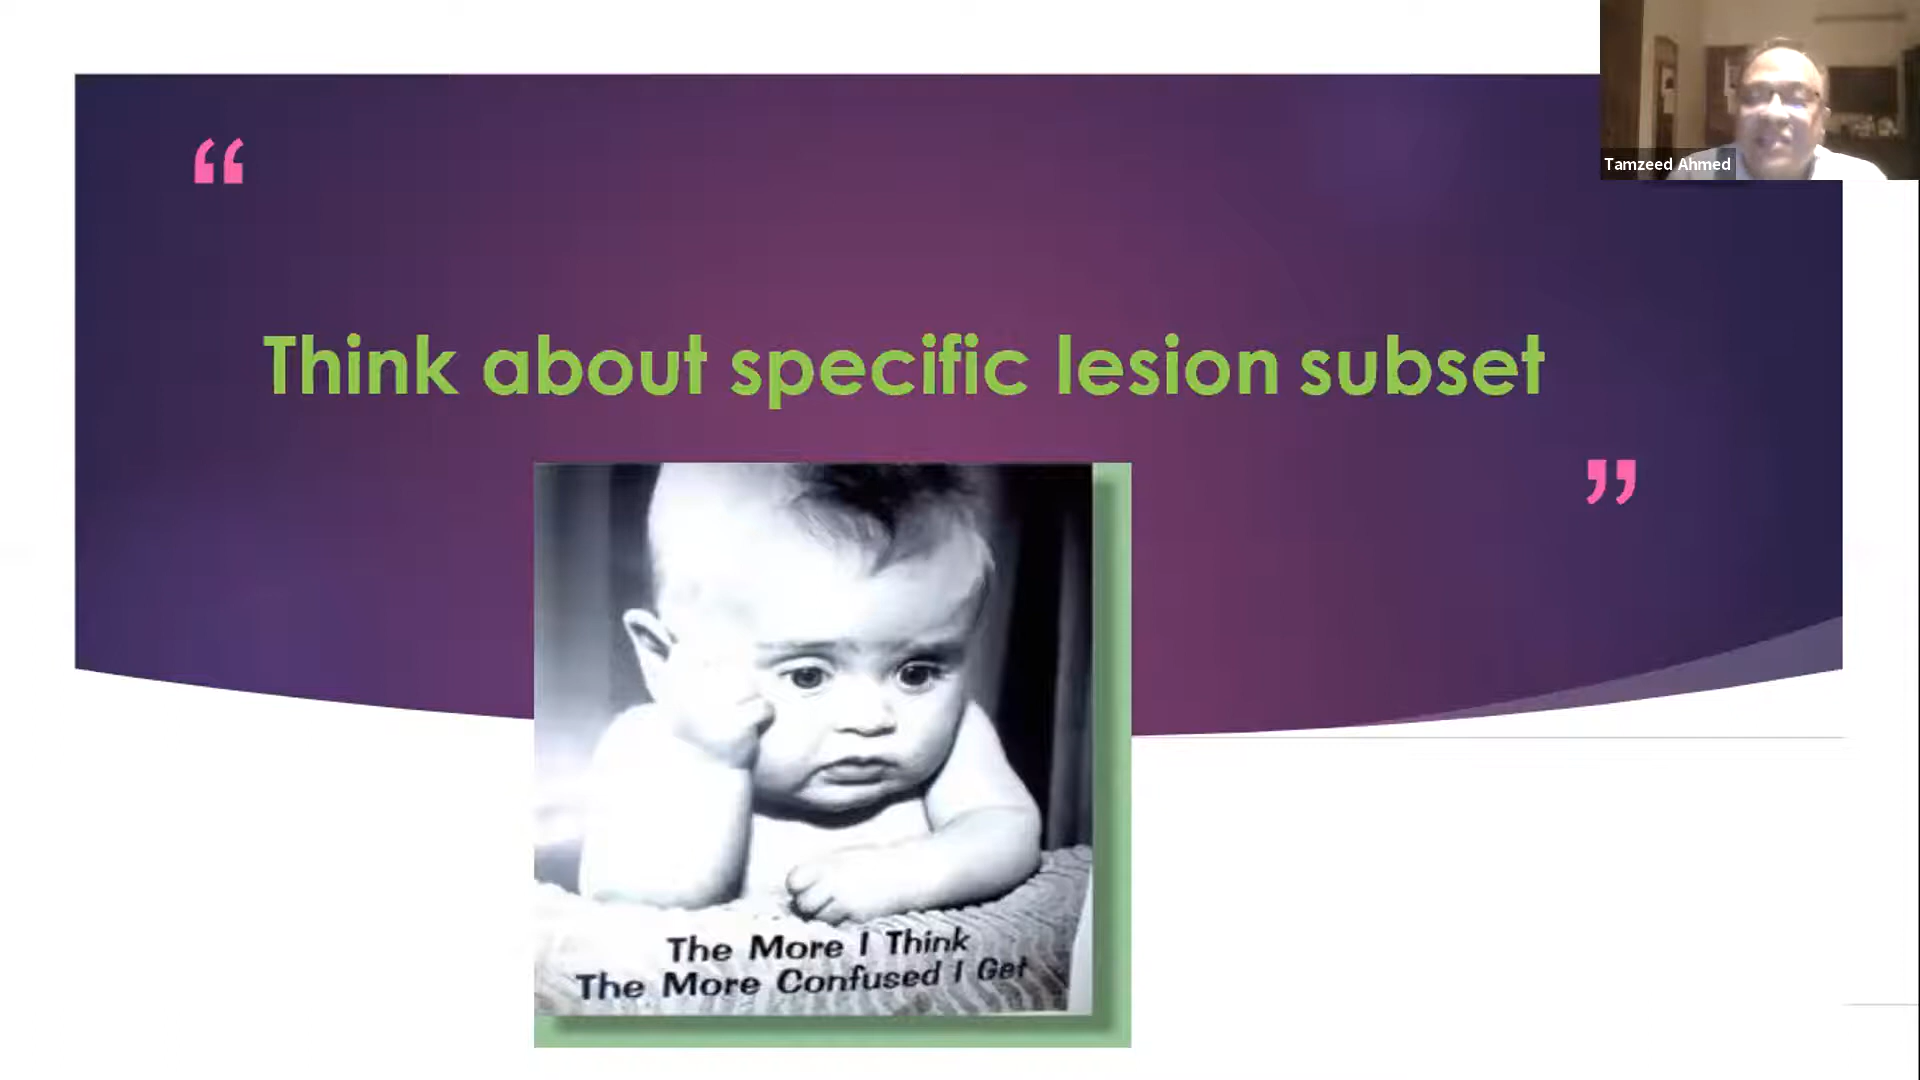 Tamzeed Ahmed
“
Think about specific lesion subset
”
The More I Think
The More Confused I Get